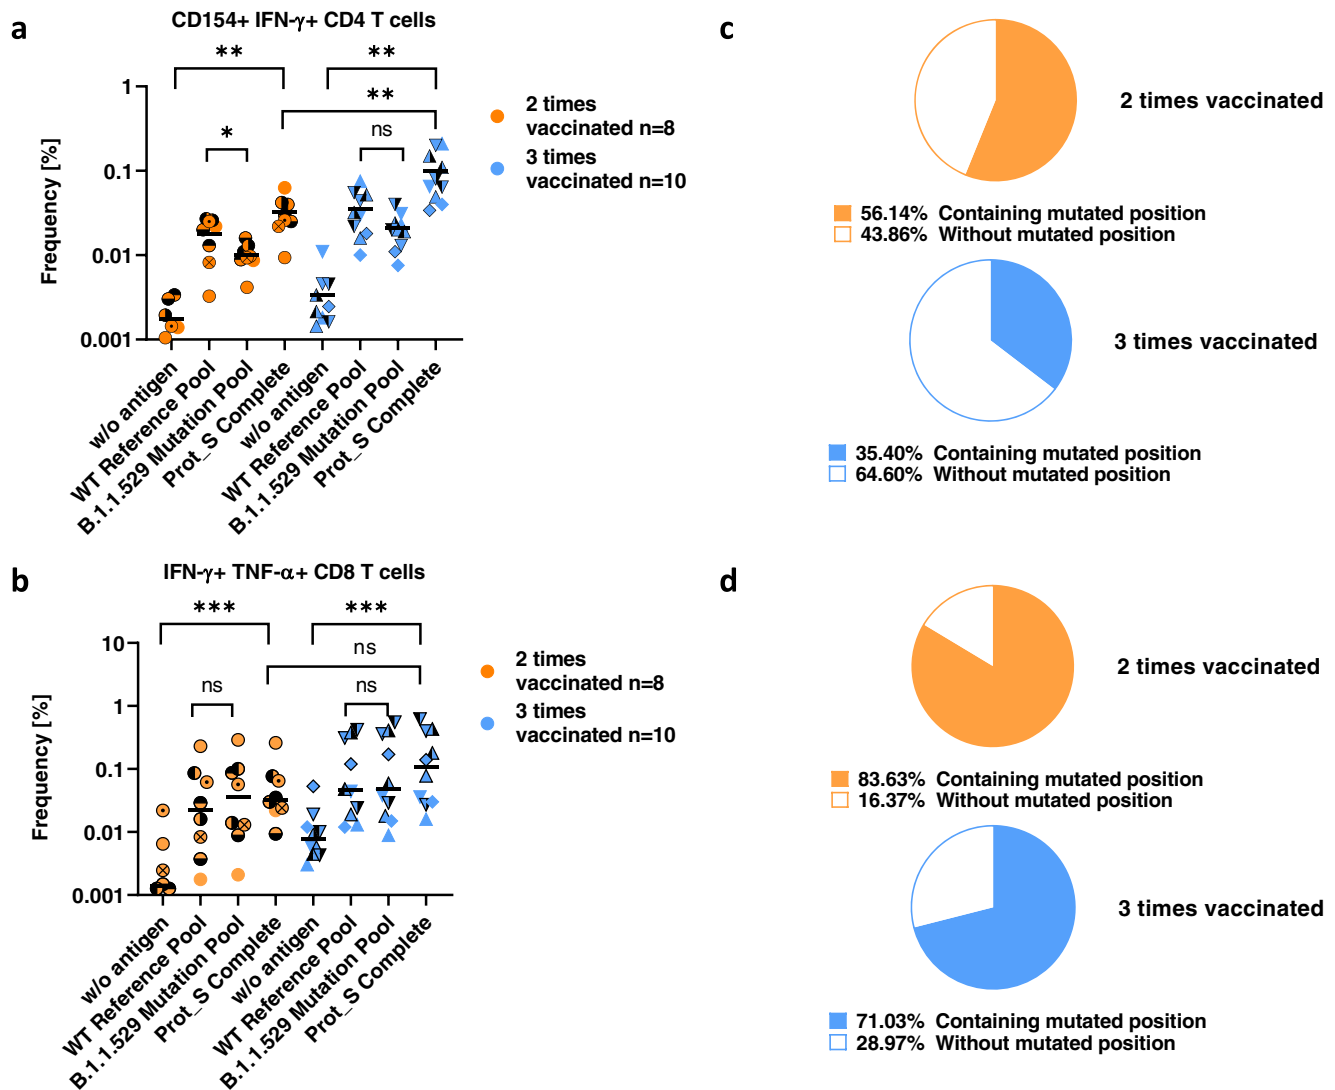 a
CD154+ IFN-γ+ CD4 T cells
**
**
**
*
ns
Frequency [%]
1
0.1
0.01
0.001
w/o antigen
WT Reference Pool
B.1.1.529 Mutation Pool
Prot_S Complete
w/o antigen
WT Reference Pool
B.1.1.529 Mutation Pool
Prot_S Complete
2 times
vaccinated n=8
3 times
vaccinated n=10
c
2 times vaccinated
56.14% Containing mutated position
43.86% Without mutated position
3 times vaccinated
35.40% Containing mutated position
64.60% Without mutated position
b
IFN-γ+ TNF-α+ CD8 T cells
***
***
ns
ns
ns
Frequency [%]
10
1
0.1
0.01
0.001
w/o antigen
WT Reference Pool
B.1.1.529 Mutation Pool
Prot_S Complete
w/o antigen
WT Reference Pool
B.1.1.529 Mutation Pool
Prot_S Complete
2 times
vaccinated n=8
3 times
vaccinated n=10
d
2 times vaccinated
83.63% Containing mutated position
16.37% Without mutated position
3 times vaccinated
71.03% Containing mutated position
28.97% Without mutated position